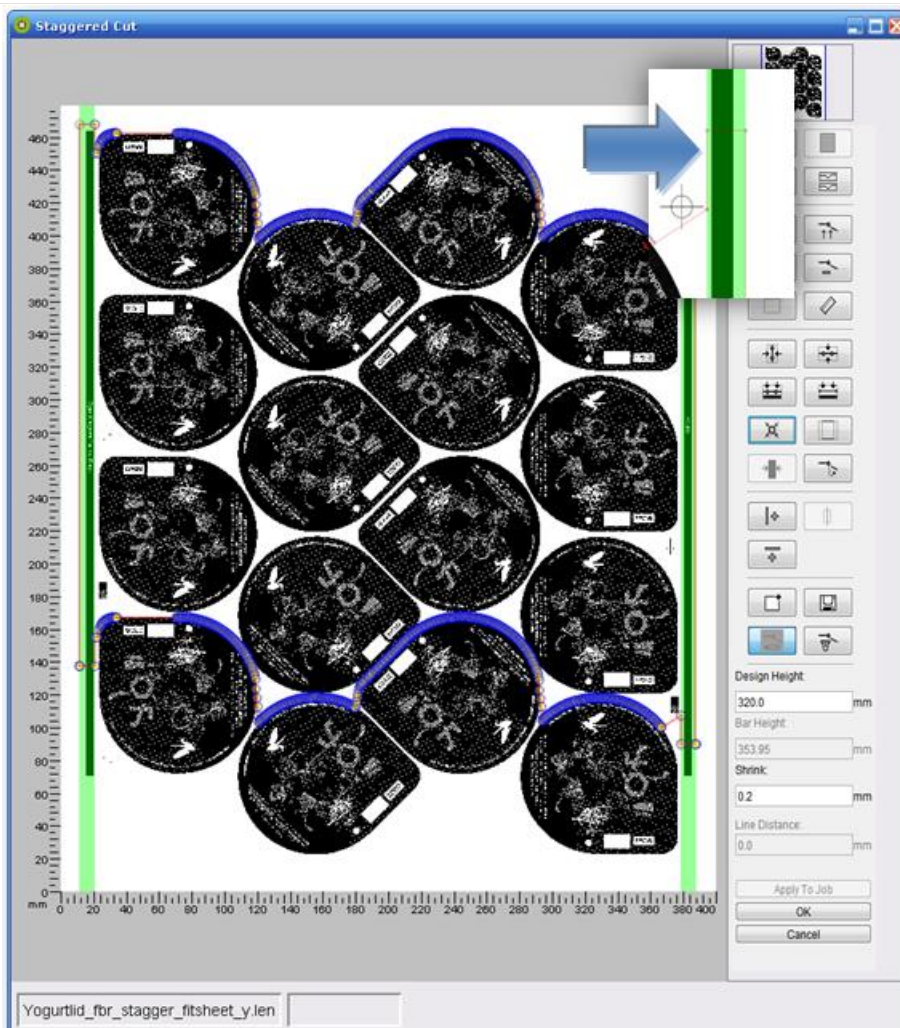 Staggered Cut
460
440
420
400
380
360
340
320
300
280
260
240
220
200
180
160
140
120
100
80
60
40
20
0
mm
0 20 40 60 80 100 120 140 160 180 200 220 240 260 280 300 320 340 360 380 400
Design Height:
320.0 mm
Bar Height:
353.95 mm
Shrink:
0.2 mm
Line Distance:
0.0 mm
Apply To Job
OK
Cancel
Yogurtlid_fbr_stagger_fitsheet_y.len